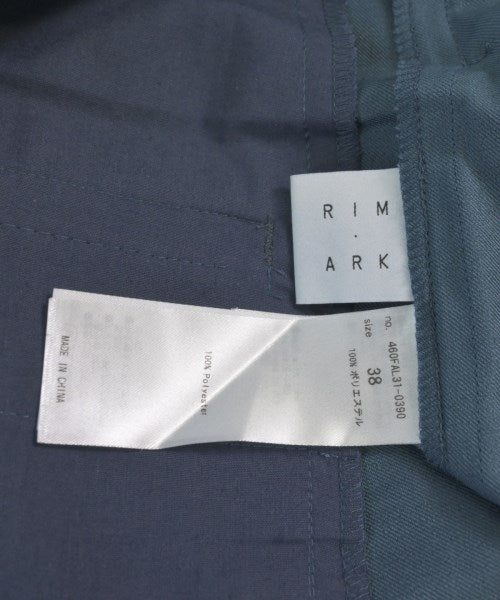 RIM
.
ARK
no. 460FAL31-0390
size 38
100% ポリエステル
100% Polyester
MADE IN CHINA